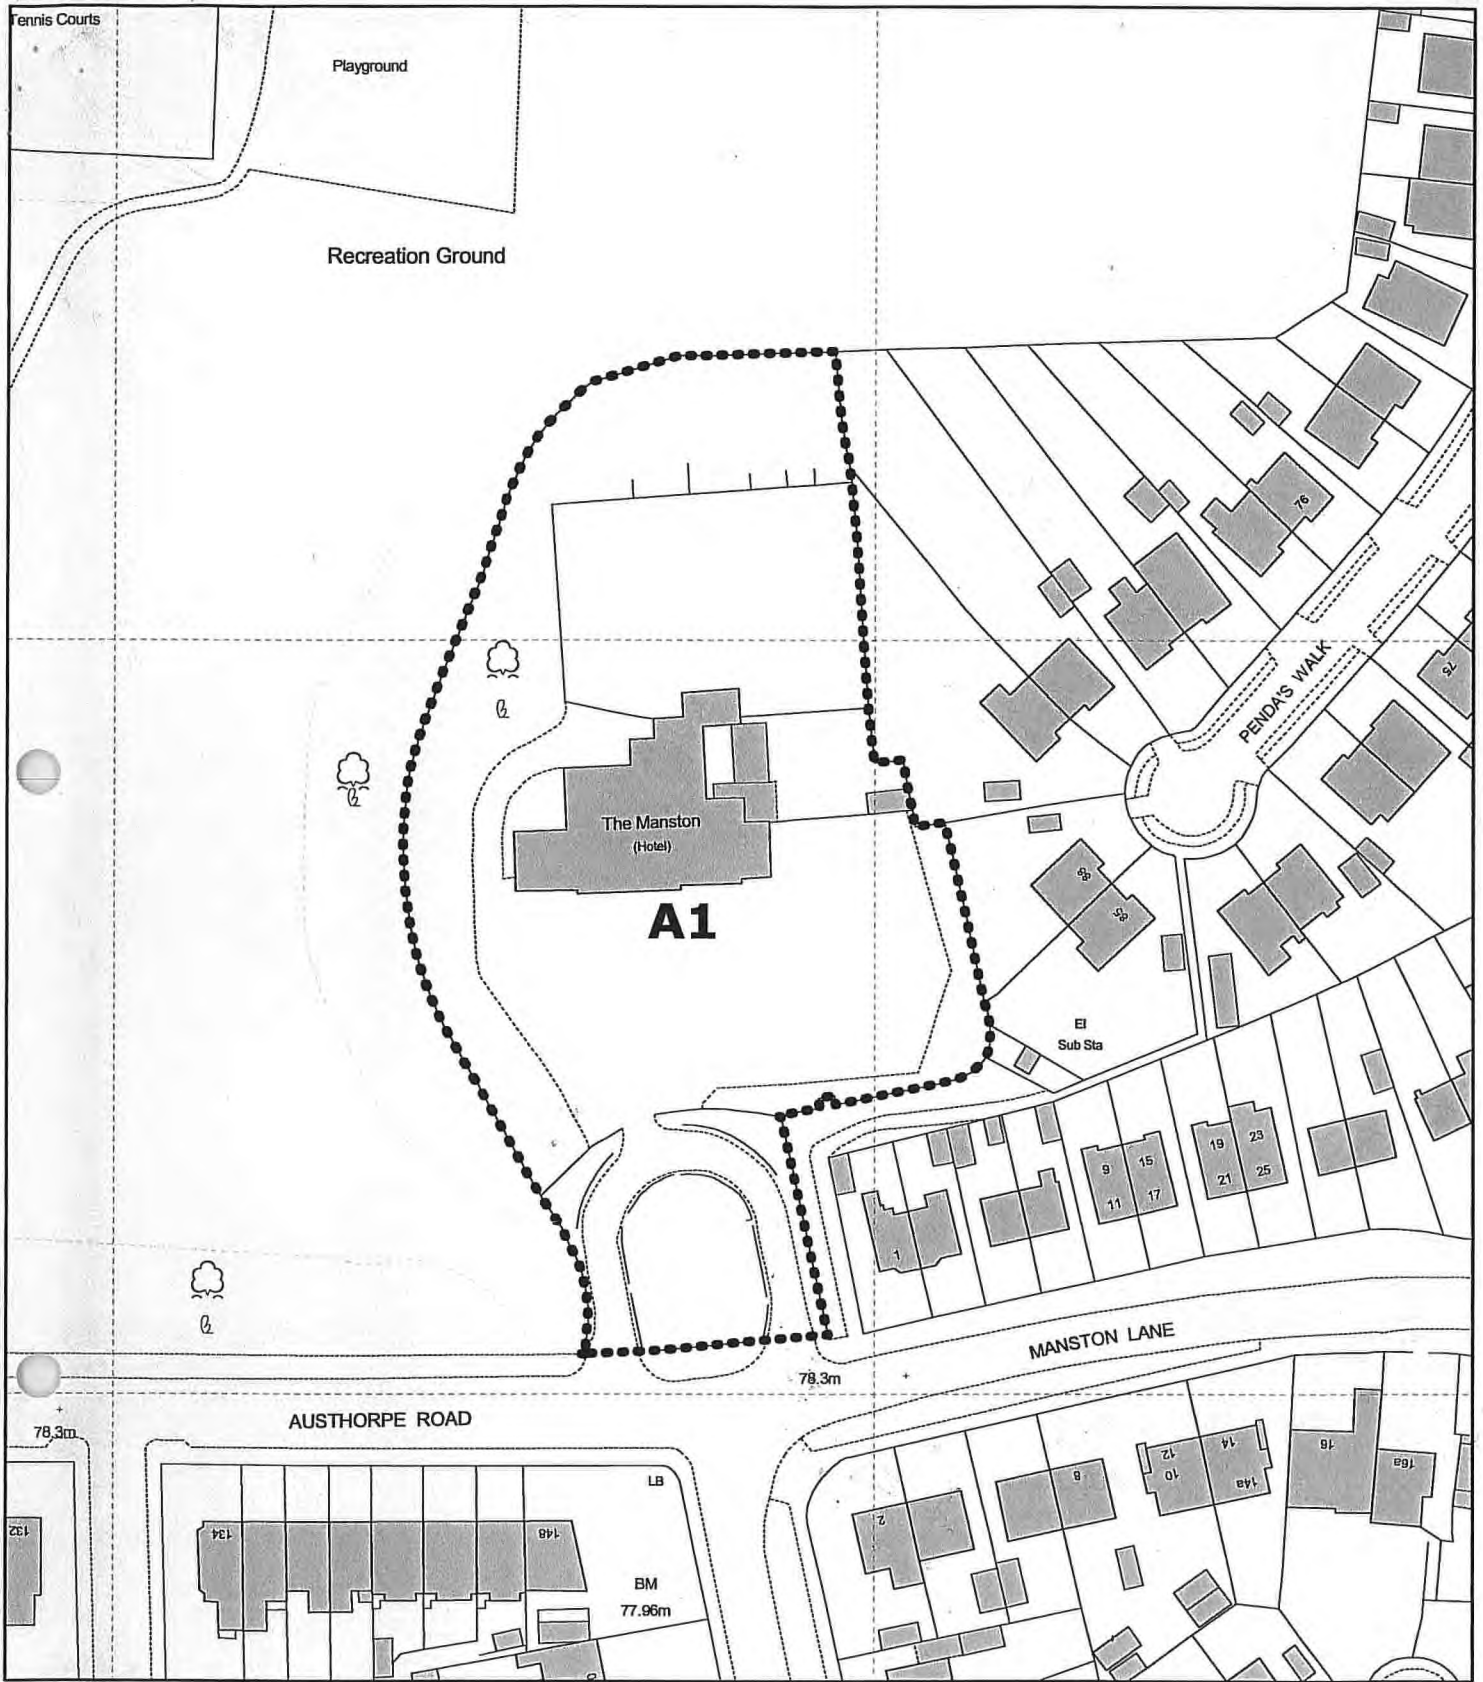 Tennis Courts
Playground
Recreation Ground
76
PENDA'S WALK
75
The Manston
(Hotel)
A1
El
Sub Sta
9
15
19
23
11
17
21
25
1
MANSTON LANE
78.3m
AUSTHORPE ROAD
78.3m
LB
132
134
148
BM
77.96m
2
8
12
14
10
14a
16
16a